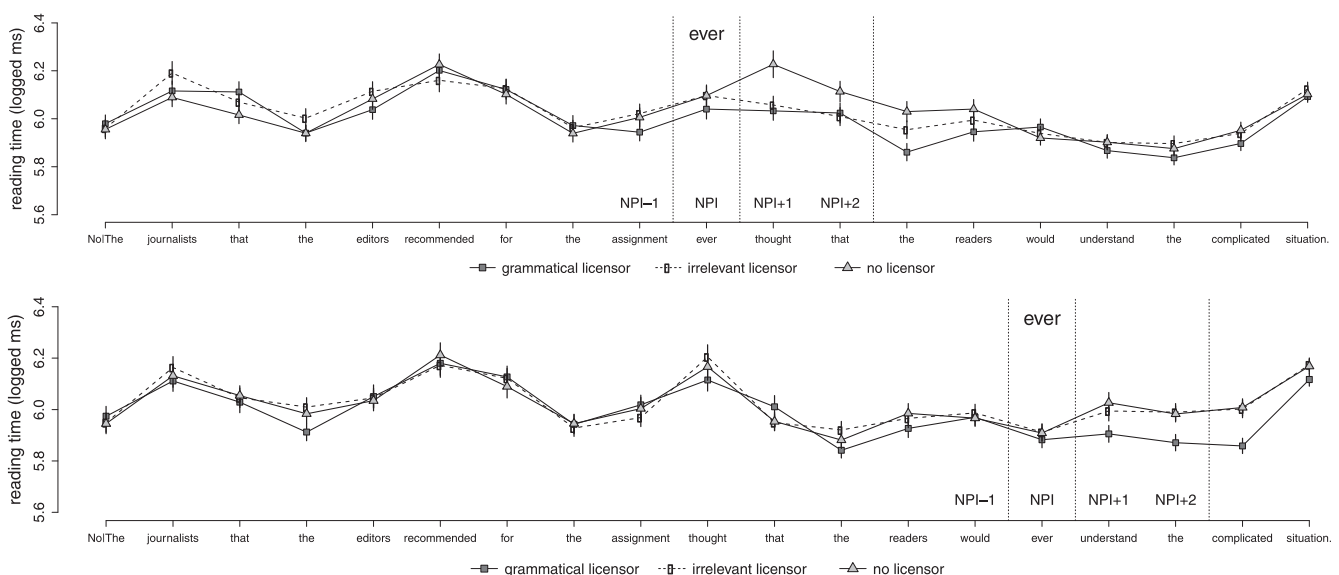 6.4
6.2
6.0
5.8
5.6
reading time (logged ms)
ever
NPI−1 NPI NPI+1 NPI+2
No|The journalists that the editors recommended for the assignment ever thought that the readers would understand the complicated situation.
grammatical licensor irrelevant licensor no licensor
6.4
6.2
6.0
5.8
5.6
reading time (logged ms)
ever
NPI−1 NPI NPI+1 NPI+2
No|The journalists that the editors recommended for the assignment thought that the readers would ever understand the complicated situation.
grammatical licensor irrelevant licensor no licensor